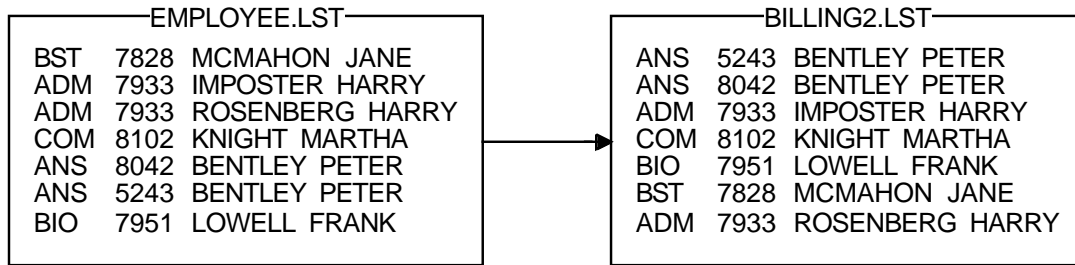 EMPLOYEE.LST
BST 7828 MCMAHON JANE
ADM 7933 IMPOSTER HARRY
ADM 7933 ROSENBERG HARRY
COM 8102 KNIGHT MARTHA
ANS 8042 BENTLEY PETER
ANS 5243 BENTLEY PETER
BIO 7951 LOWELL FRANK
BILLING2.LST
ANS 5243 BENTLEY PETER
ANS 8042 BENTLEY PETER
ADM 7933 IMPOSTER HARRY
COM 8102 KNIGHT MARTHA
BIO 7951 LOWELL FRANK
BST 7828 MCMAHON JANE
ADM 7933 ROSENBERG HARRY